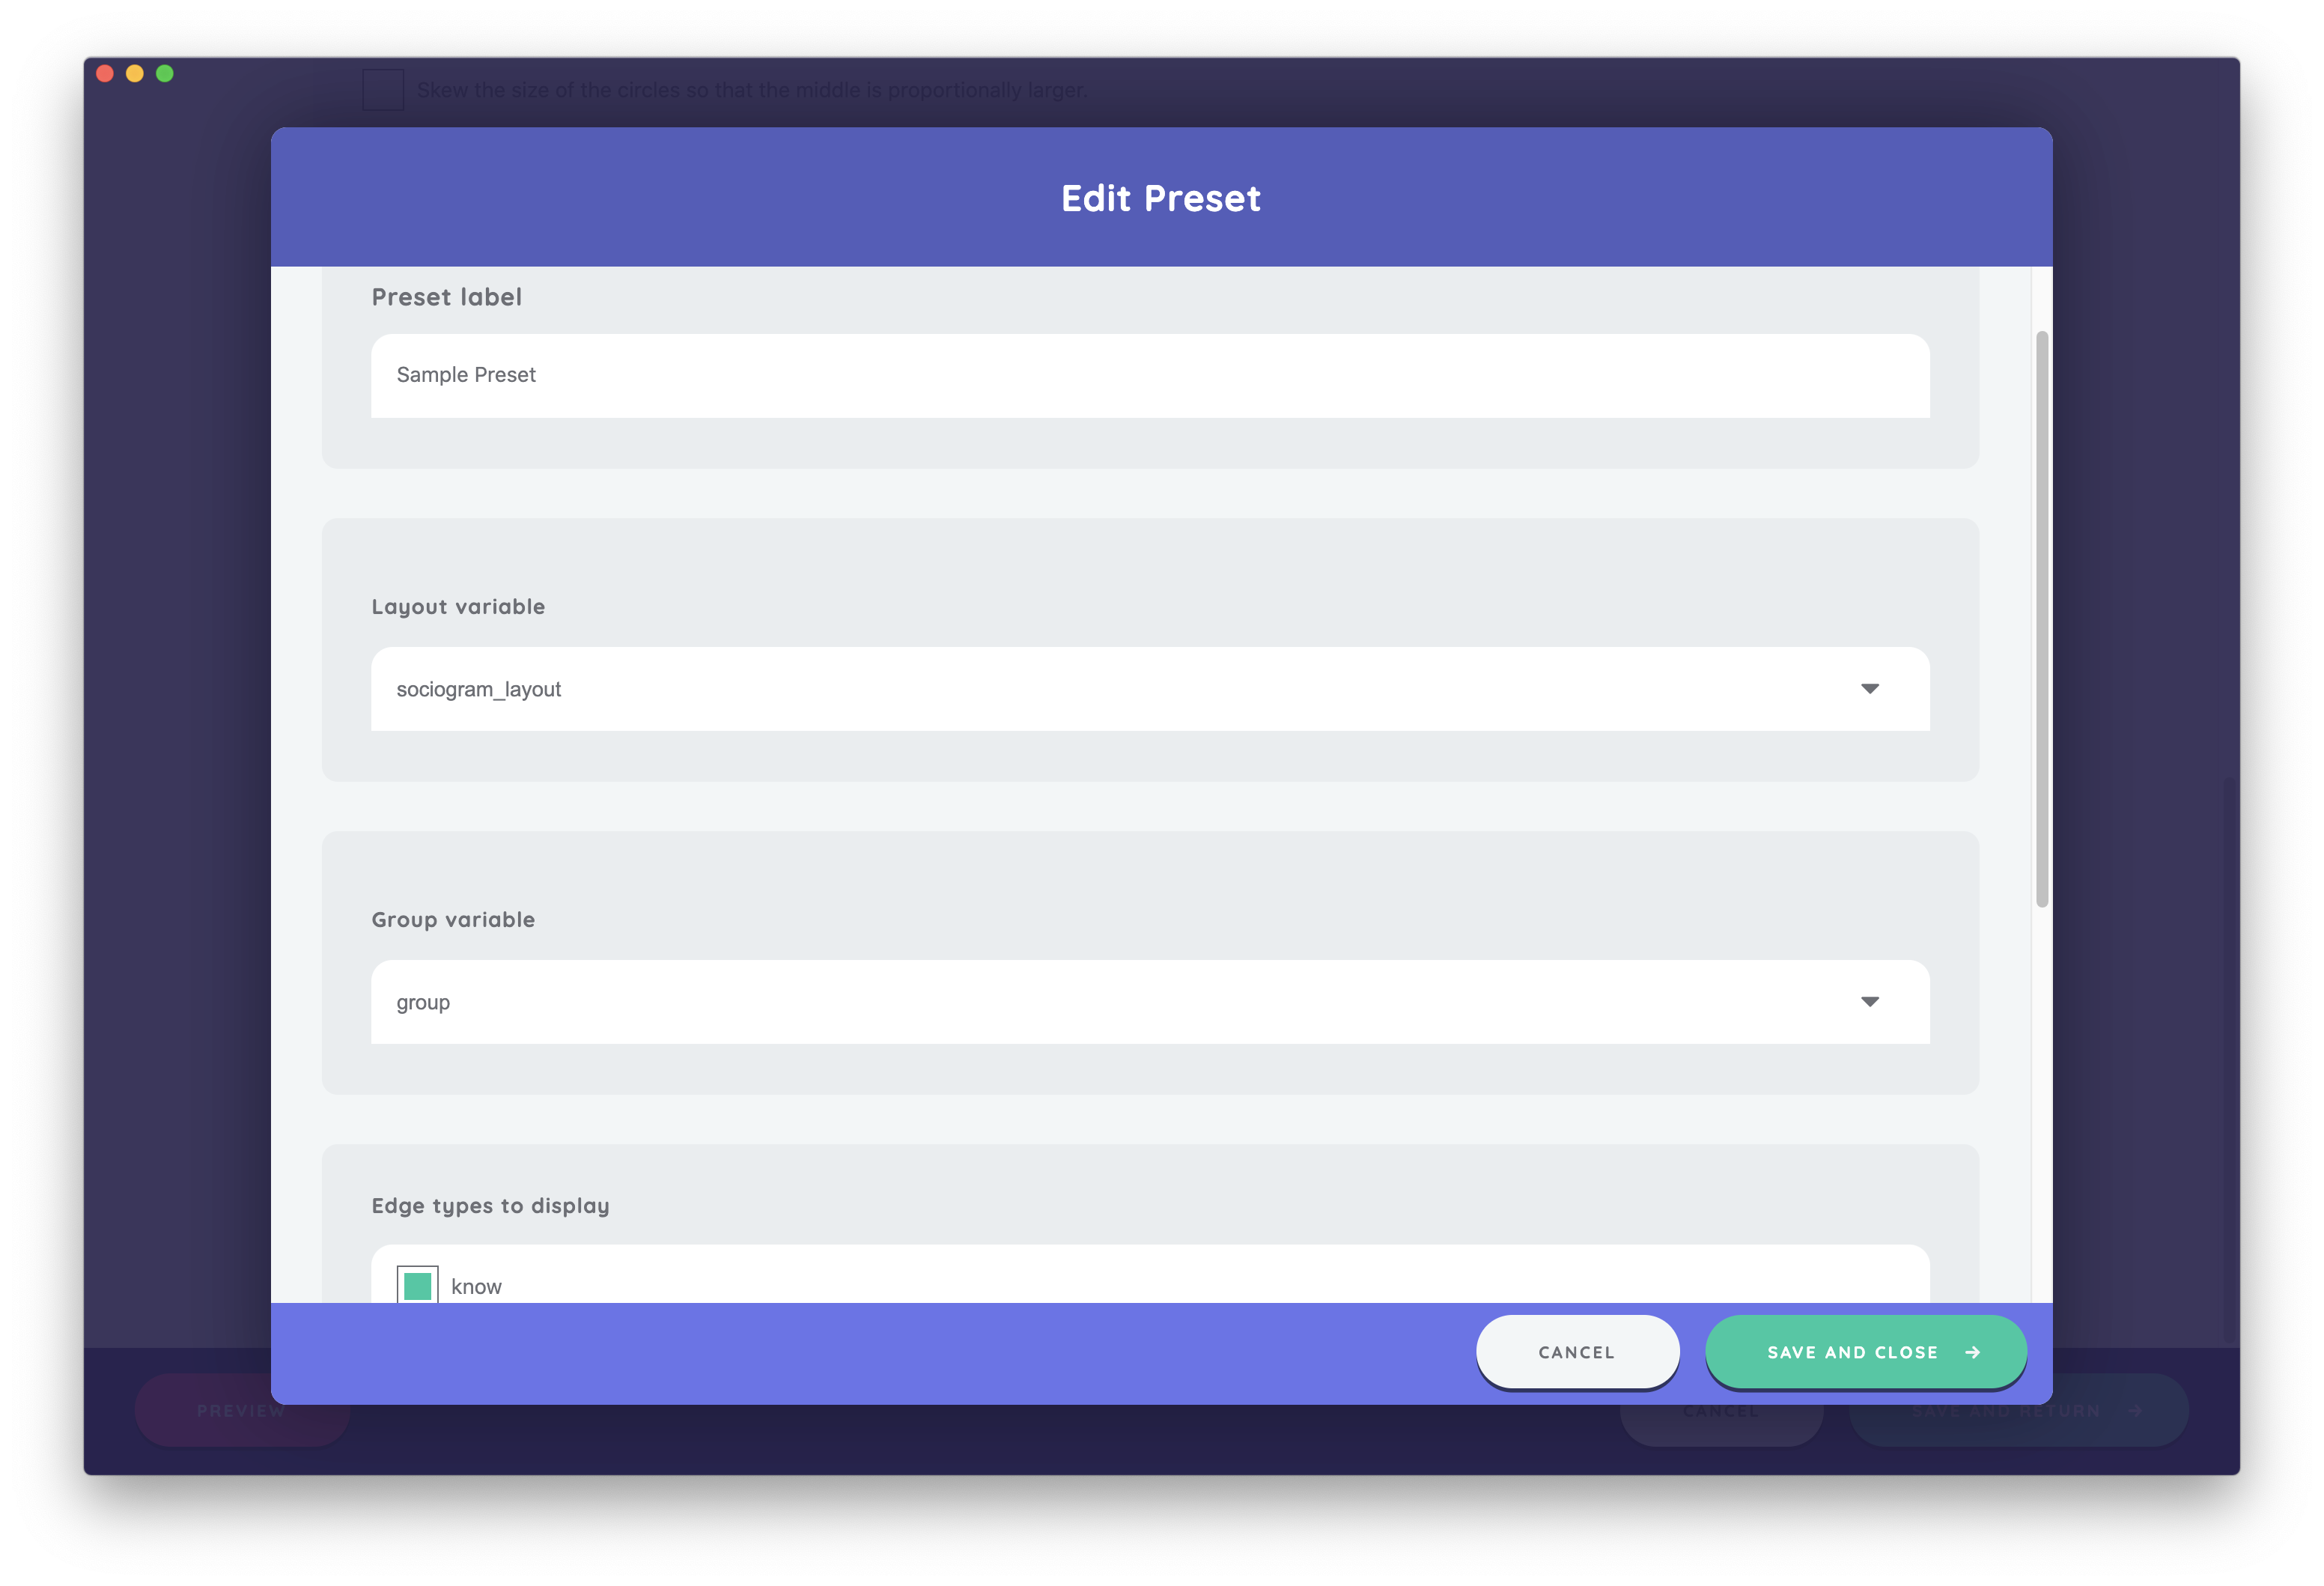 Skew the size of the circles so that the middle is proportionally larger.
Edit Preset
Preset label
Sample Preset
Layout variable
sociogram_layout
Group variable
group
Edge types to display
know
CANCEL
SAVE AND CLOSE →
PREVIEW
CANCEL
SAVE AND RETURN →